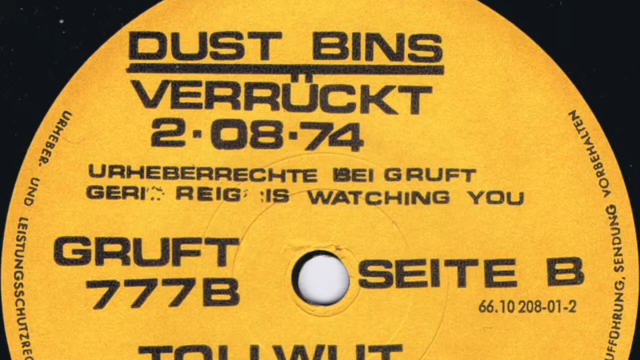 DUST BINS
VERRÜCKT
2·08·74
URHEBERRECHTE BEI GRUFT
REIG IS WATCHING YOU
GRUFT
777B
SEITE B
66.10 208-01-2
TOLLWUT
URHEBER- UND
VORBEHALTEN
SENDUNG